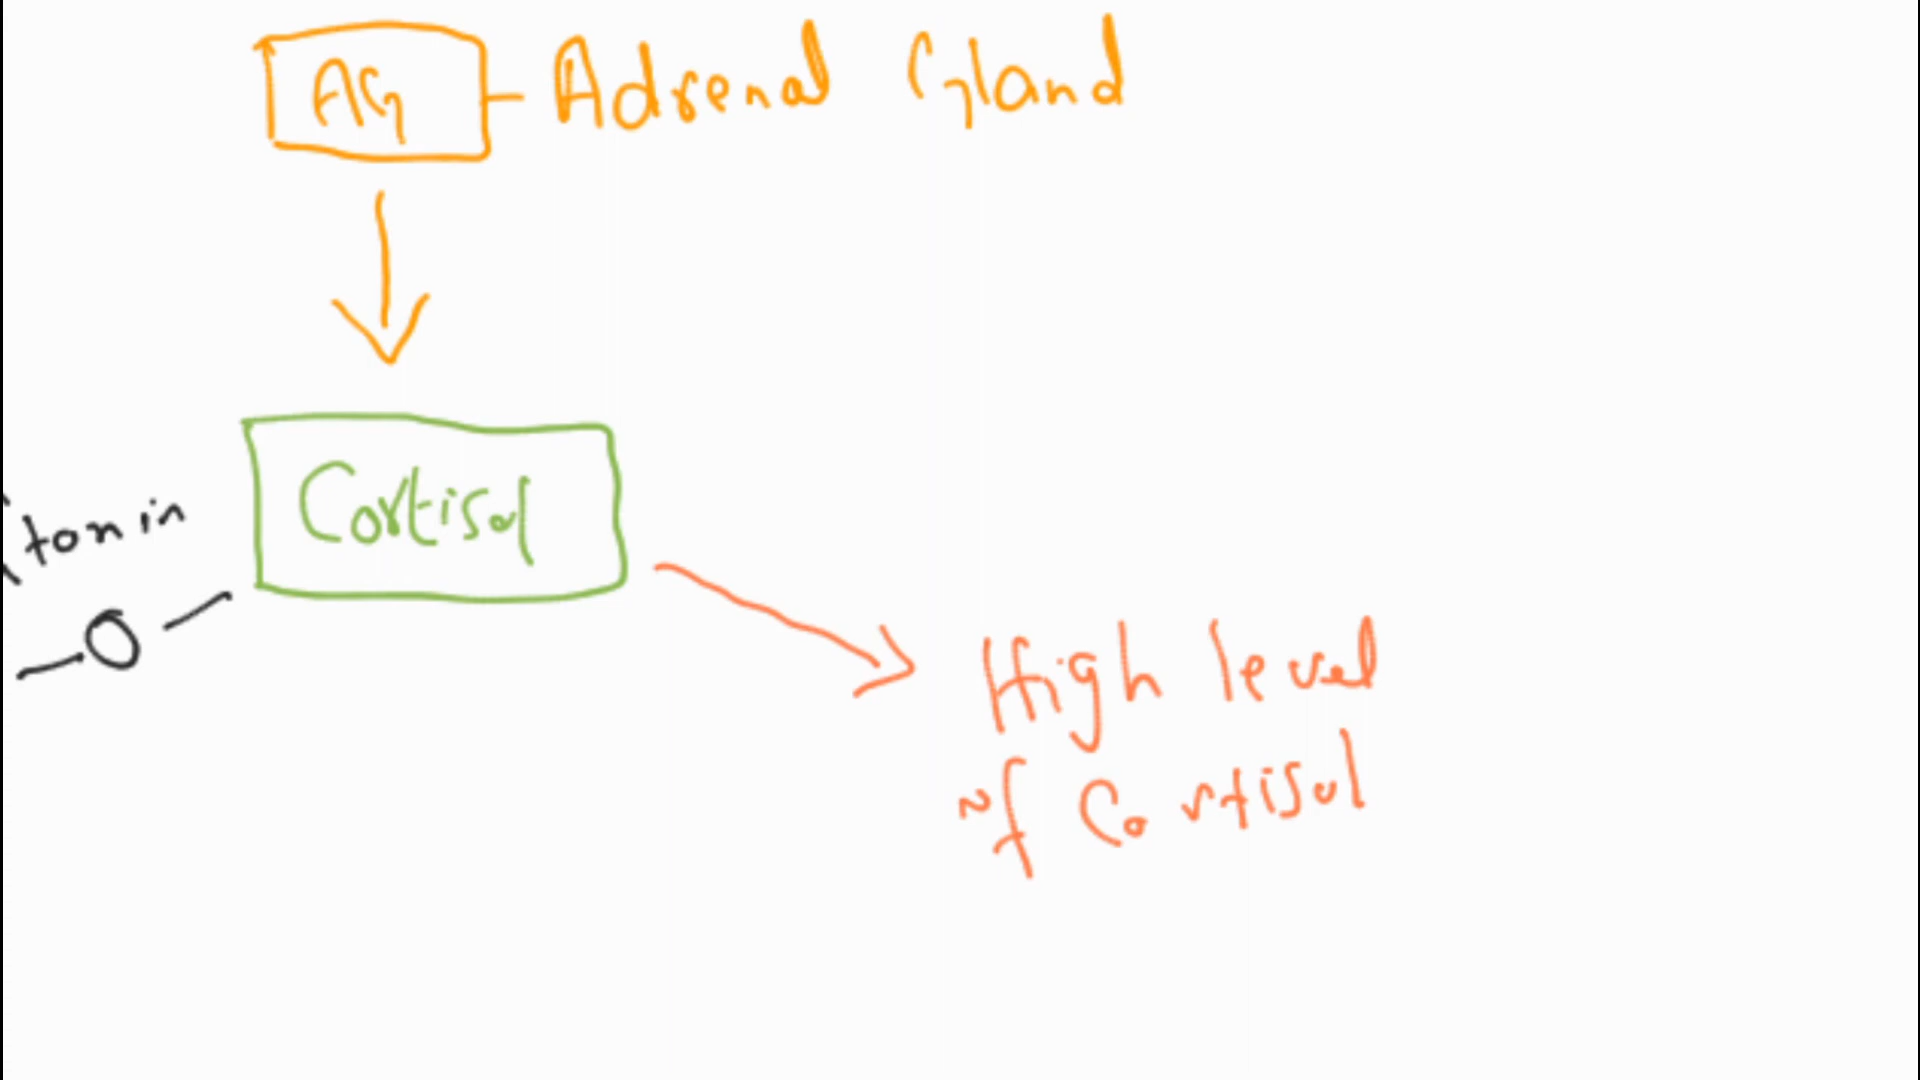 AG - Adrenal Gland
Cortisol
tonin
High level
of Cortisol